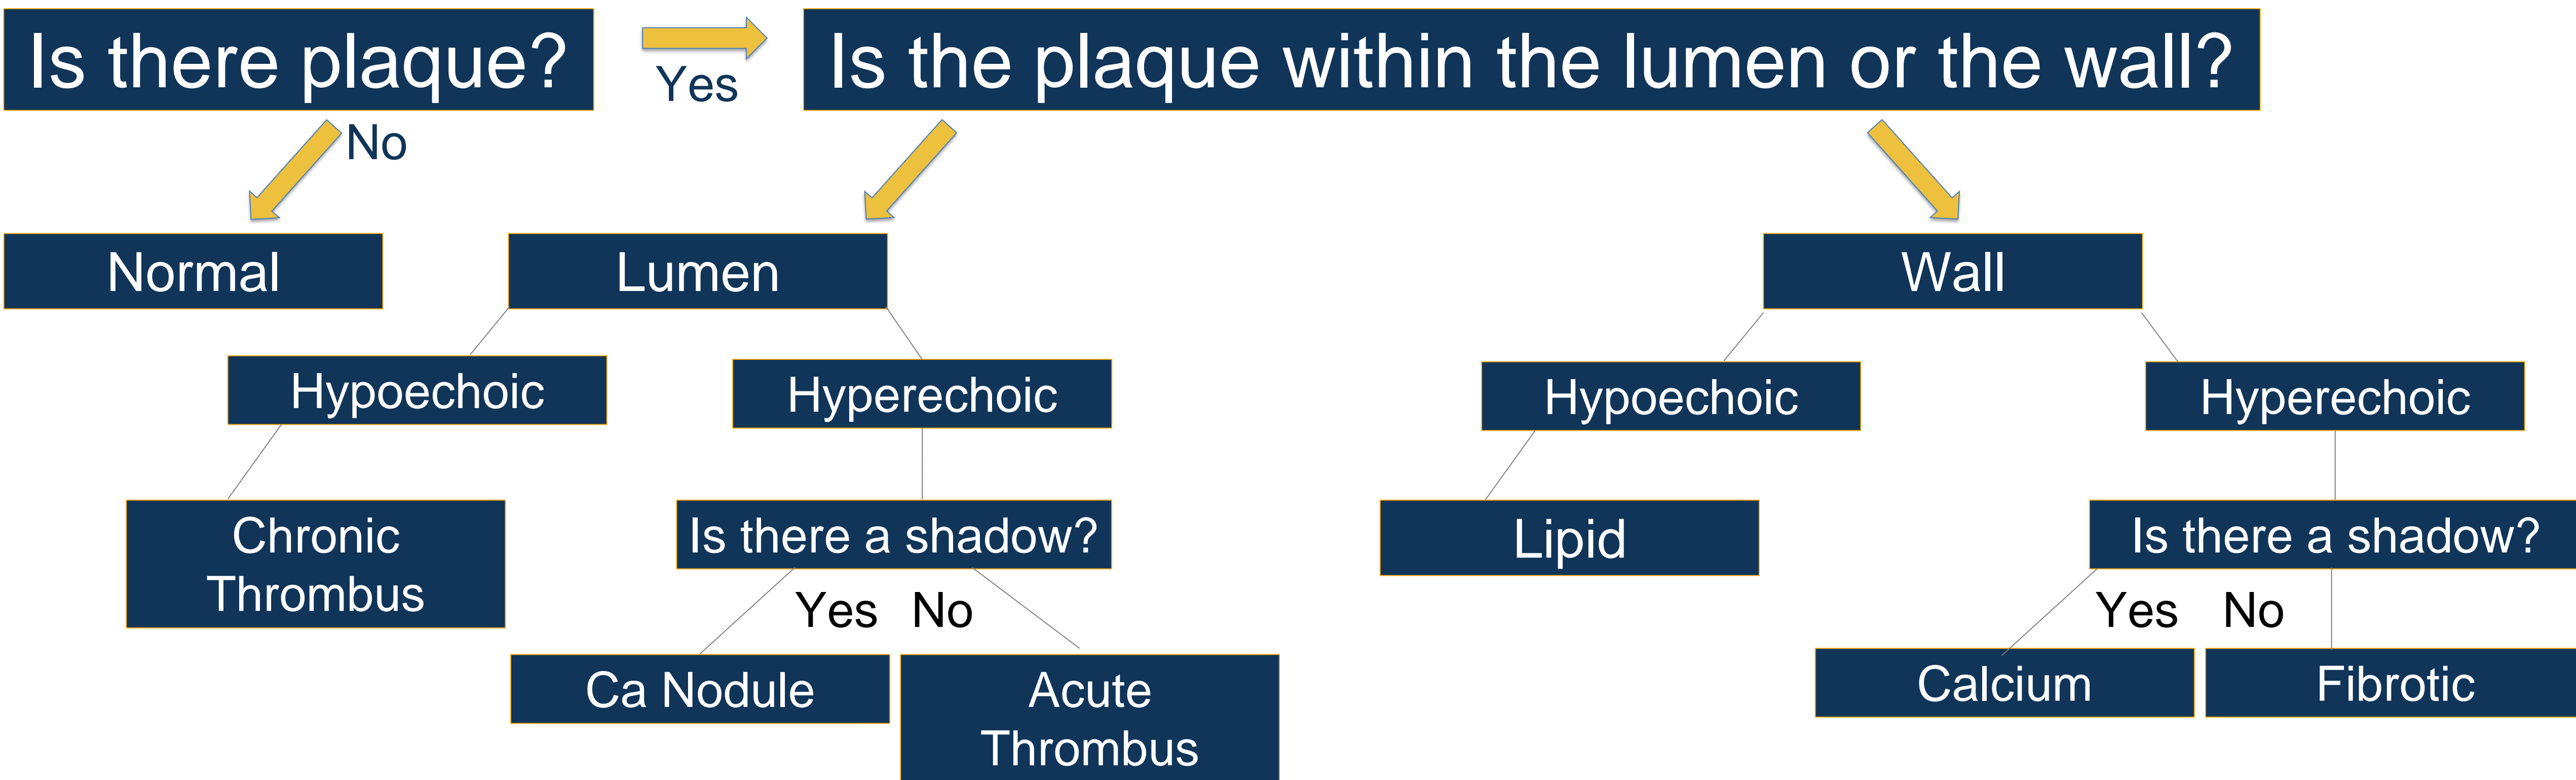 Is there plaque?
Yes
Is the plaque within the lumen or the wall?
No
Normal
Lumen
Wall
Hypoechoic
Hyperechoic
Hypoechoic
Hyperechoic
Chronic
Thrombus
Is there a shadow?
Lipid
Is there a shadow?
Yes No
Yes No
Ca Nodule
Acute
Thrombus
Calcium
Fibrotic